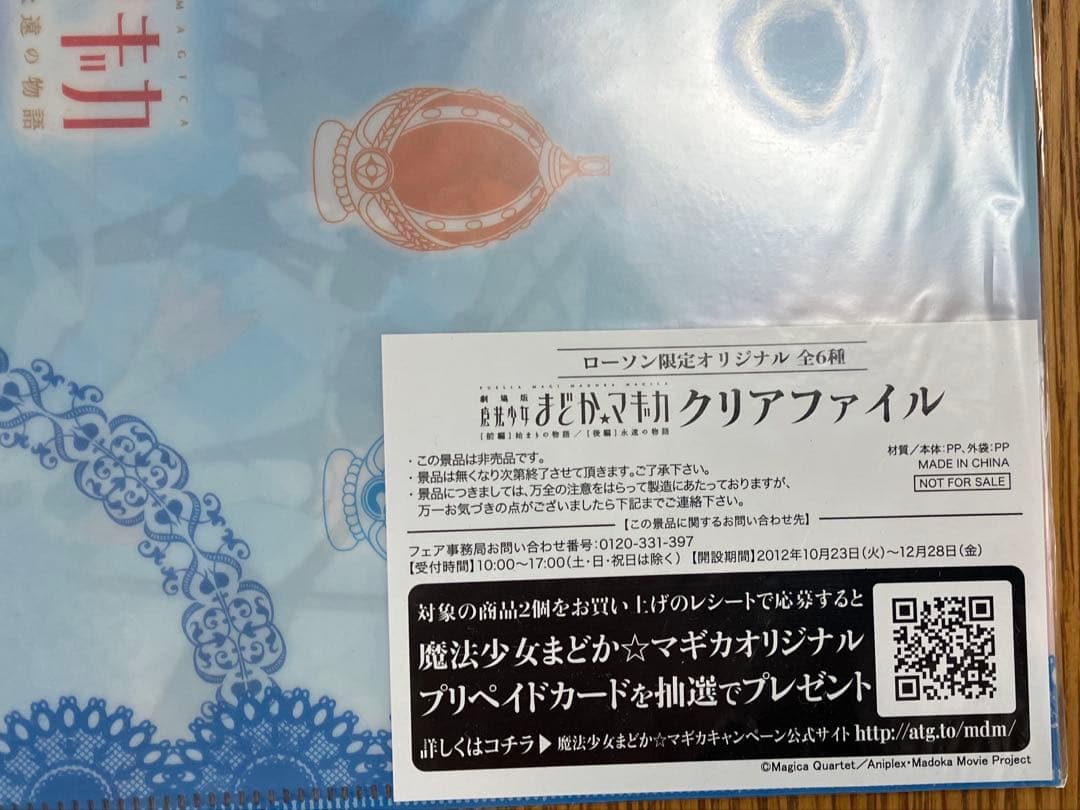 MAGICA
ギカ
永遠の物語
ローソン限定オリジナル 全6種
PUELLA MAGI MADOKA MAGICA
劇場版
魔法少女まどか★マギカ クリアファイル
[前編]始まりの物語/[後編]永遠の物語
・この景品は非売品です。
・景品は無くなり次第終了させて頂きます。ご了承下さい。
・景品につきましては、万全の注意をはらって製造にあたっておりますが、
万一お気づきの点がございましたら下記までご連絡下さい。
材質/本体:PP、外袋:PP
MADE IN CHINA
NOT FOR SALE
【この景品に関するお問い合わせ先】
フェア事務局お問い合わせ番号:0120-331-397
【受付時間】10:00〜17:00(土・日・祝日は除く)【開設期間】2012年10月23日(火)〜12月28日(金)
対象の商品2個をお買い上げのレシートで応募すると
魔法少女まどか☆マギカオリジナル
プリペイドカードを抽選でプレゼント
詳しくはコチラ▶魔法少女まどか☆マギカキャンペーン公式サイト http://atg.to/mdm/
©Magica Quartet/Aniplex・Madoka Movie Project